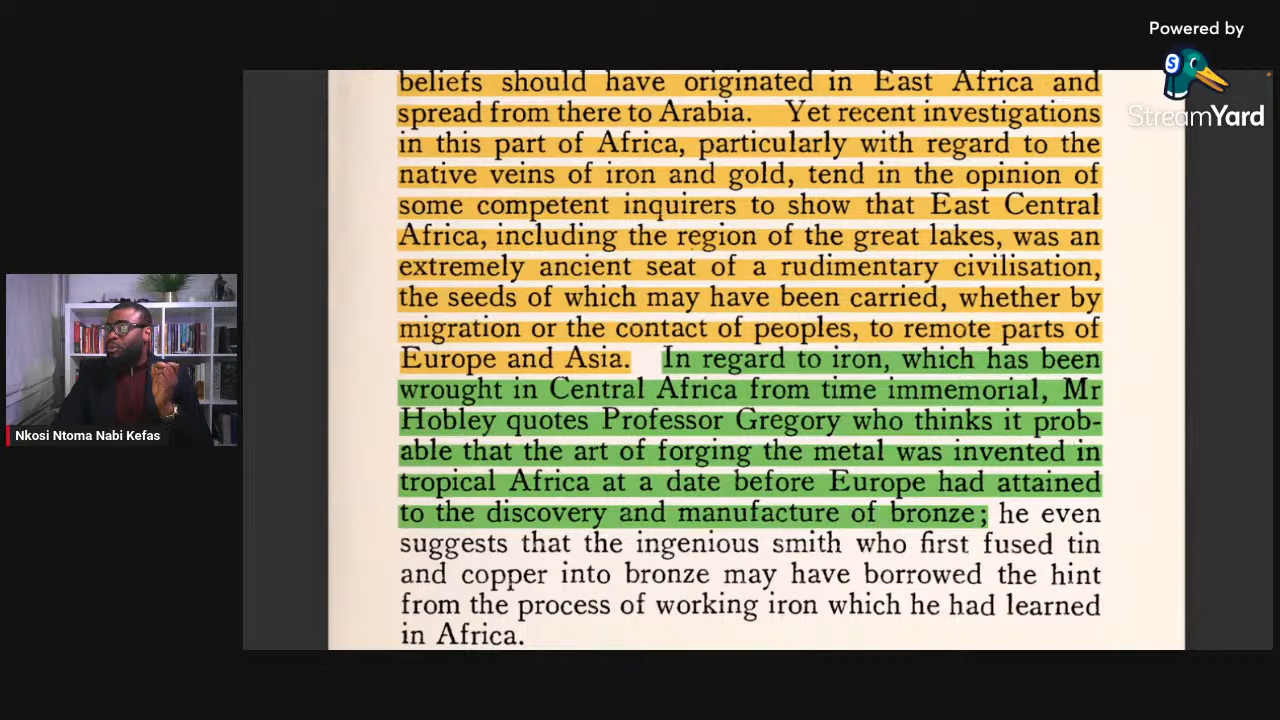 Powered by
StreamYard
beliefs should have originated in East Africa and
spread from there to Arabia. Yet recent investigations
in this part of Africa, particularly with regard to the
native veins of iron and gold, tend in the opinion of
some competent inquirers to show that East Central
Africa, including the region of the great lakes, was an
extremely ancient seat of a rudimentary civilisation,
the seeds of which may have been carried, whether by
migration or the contact of peoples, to remote parts of
Europe and Asia. In regard to iron, which has been
wrought in Central Africa from time immemorial, Mr
Hobley quotes Professor Gregory who thinks it prob-
able that the art of forging the metal was invented in
tropical Africa at a date before Europe had attained
to the discovery and manufacture of bronze; he even
suggests that the ingenious smith who first fused tin
and copper into bronze may have borrowed the hint
from the process of working iron which he had learned
in Africa.
Nkosi Ntoma Nabi Kefas